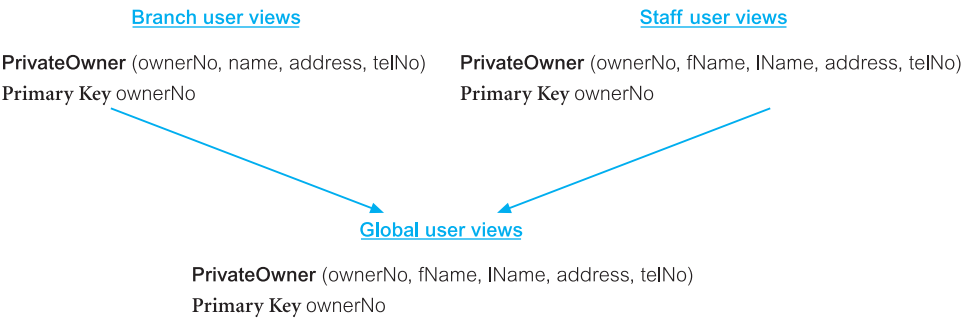 Branch user views
Staff user views
PrivateOwner (ownerNo, name, address, telNo)
PrivateOwner (ownerNo, fName, lName, address, telNo)
Primary Key ownerNo
Primary Key ownerNo
Global user views
PrivateOwner (ownerNo, fName, lName, address, telNo)
Primary Key ownerNo